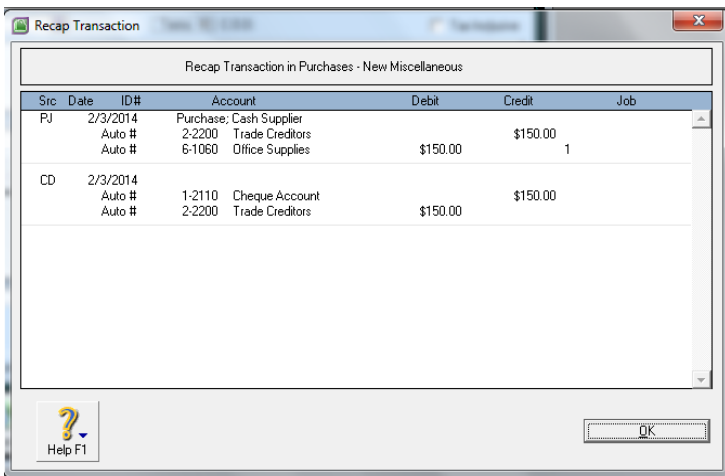 Recap Transaction
Recap Transaction in Purchases - New Miscellaneous
Src Date ID# Account Debit Credit Job
PJ 2/3/2014 Purchase; Cash Supplier
Auto # 2-2200 Trade Creditors $150.00
Auto # 6-1060 Office Supplies $150.00 1
CD 2/3/2014
Auto # 1-2110 Cheque Account $150.00
Auto # 2-2200 Trade Creditors $150.00
Help F1
OK